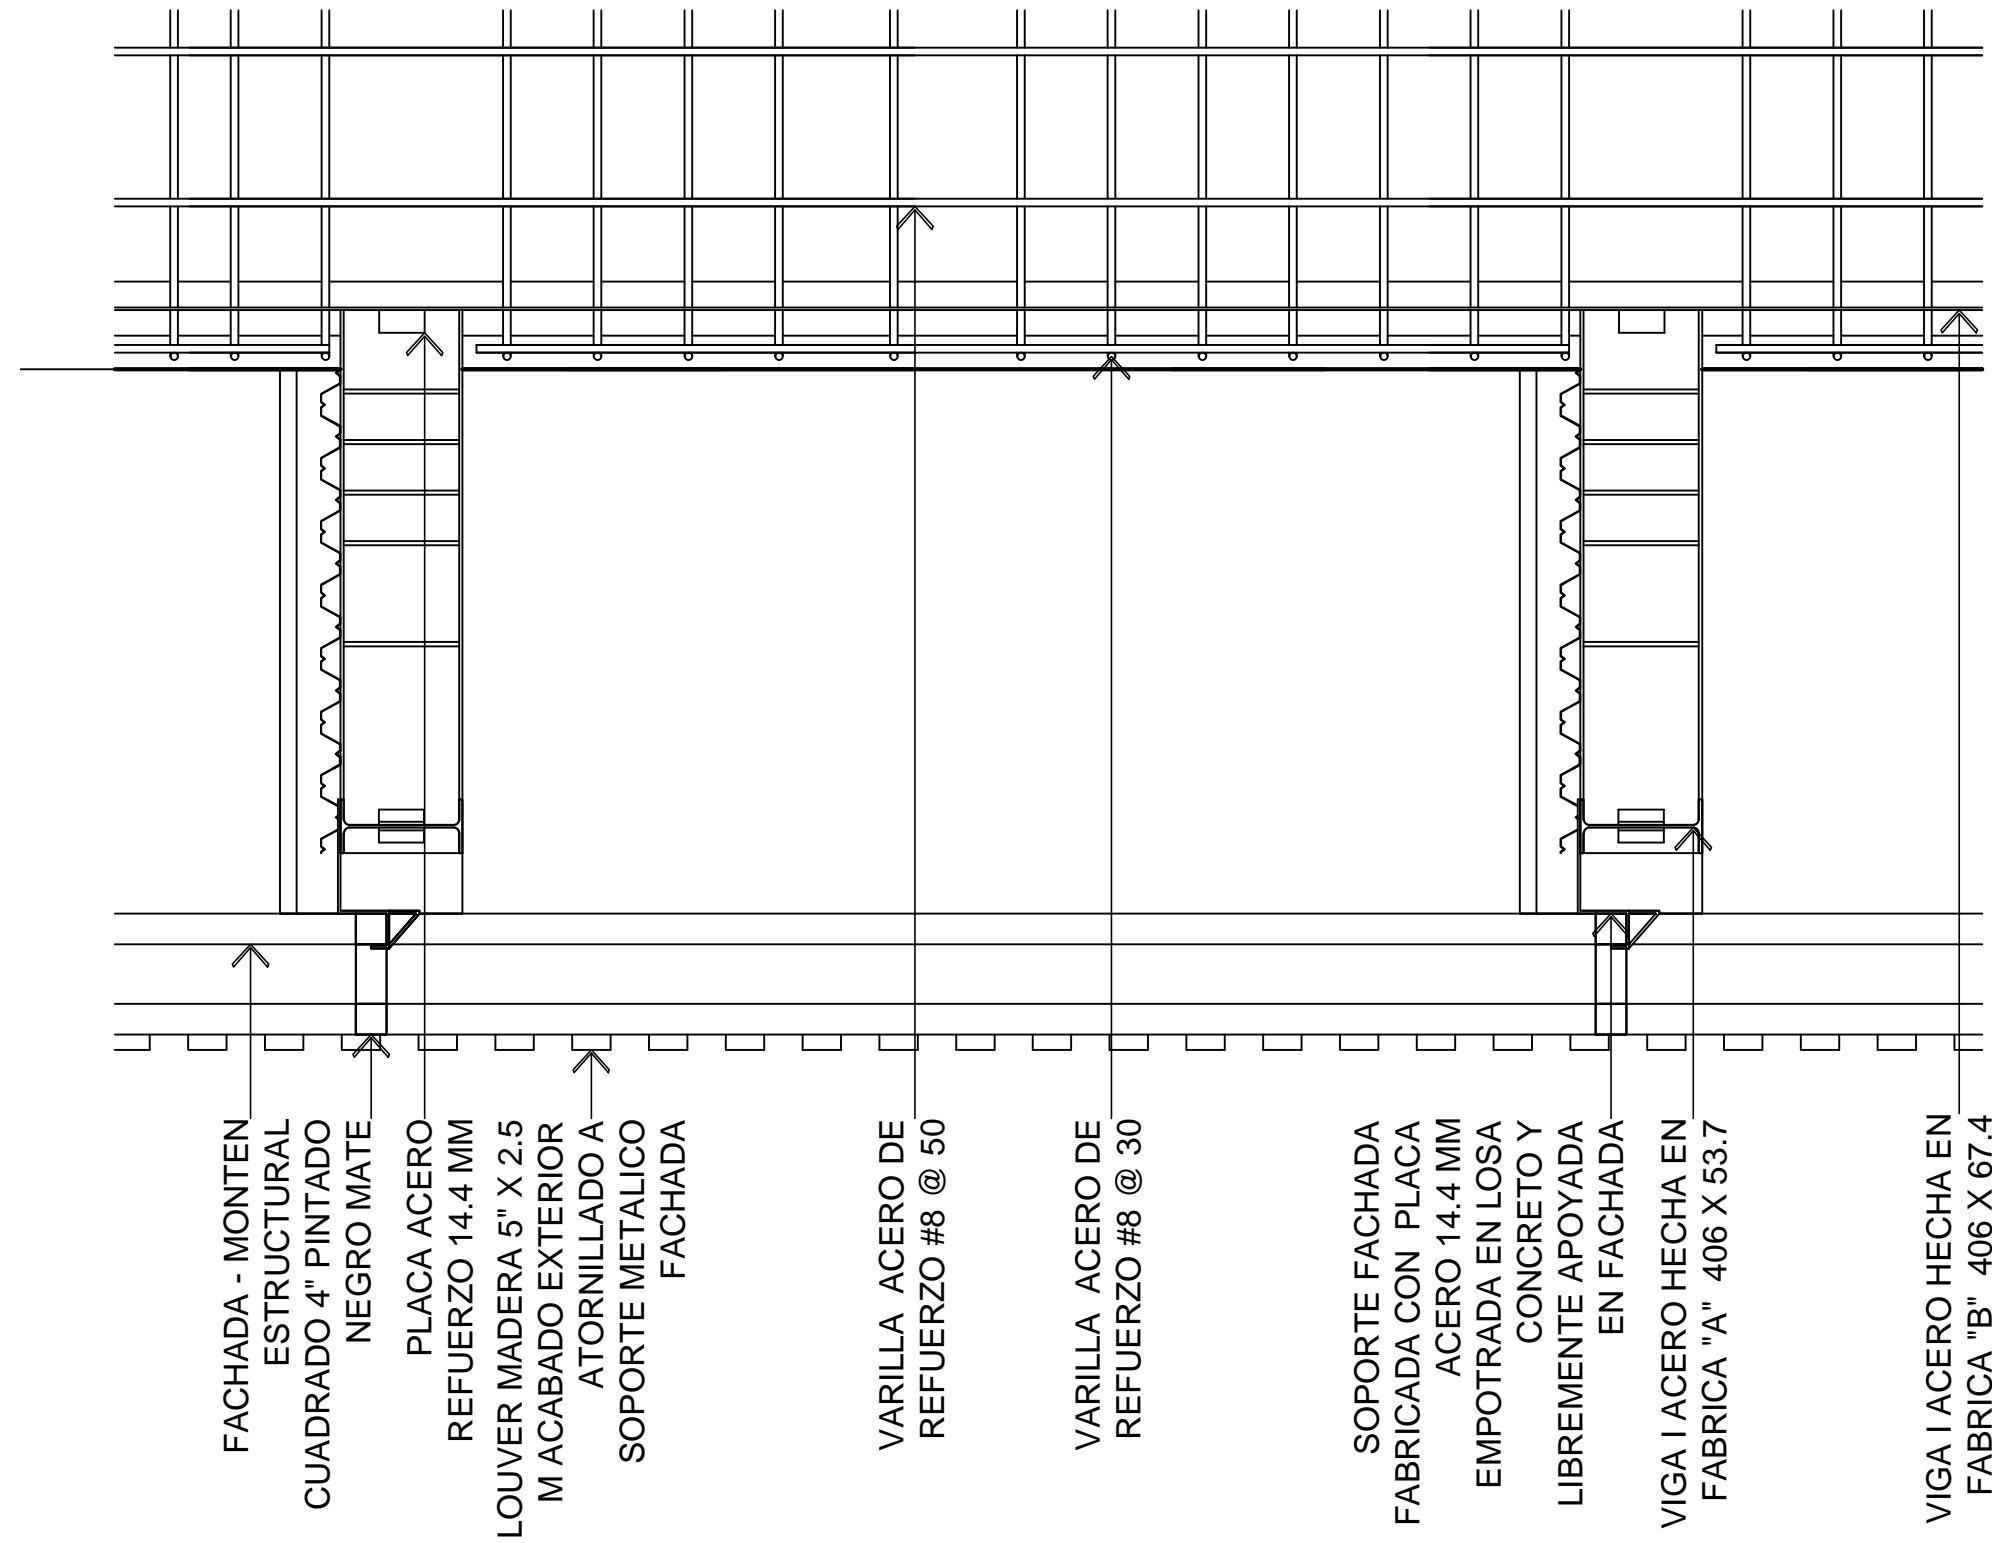 FACHADA - MONTEN
ESTRUCTURAL
CUADRADO 4" PINTADO
NEGRO MATE
PLACA ACERO
REFUERZO 14.4 MM
LOUVER MADERA 5" X 2.5
M ACABADO EXTERIOR
ATORNILLADO A
SOPORTE METALICO
FACHADA
VARILLA ACERO DE
REFUERZO #8 @ 50
VARILLA ACERO DE
REFUERZO #8 @ 30
SOPORTE FACHADA
FABRICADA CON PLACA
ACERO 14.4 MM
EMPOTRADA EN LOSA
CONCRETO Y
LIBREMENTE APOYADA
EN FACHADA
VIGA I ACERO HECHA EN
FABRICA "A" 406 X 53.7
VIGA I ACERO HECHA EN
FABRICA "B" 406 X 67.4